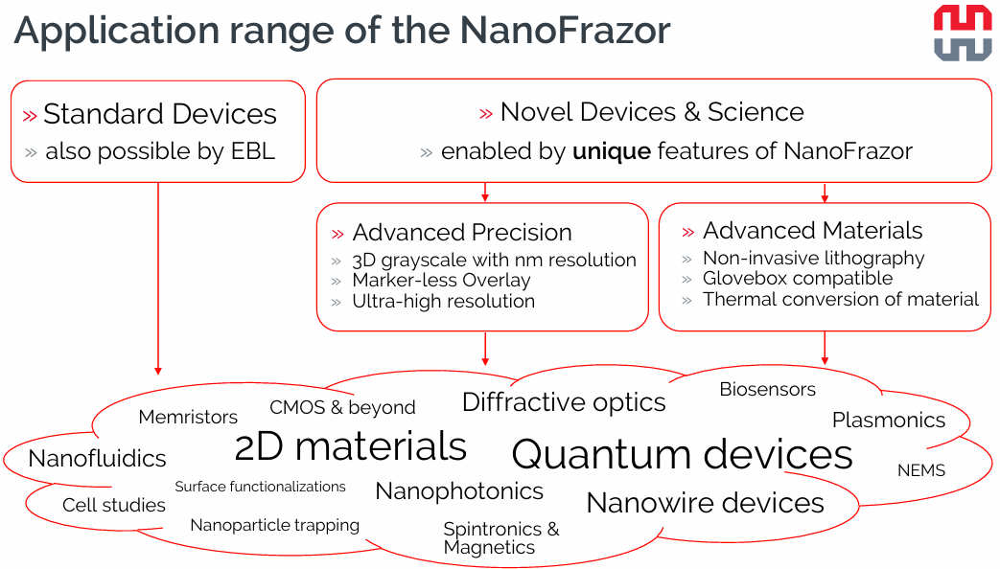 Application range of the NanoFrazor
» Standard Devices
» also possible by EBL
» Novel Devices & Science
» enabled by unique features of NanoFrazor
» Advanced Precision
» 3D grayscale with nm resolution
» Marker-less Overlay
» Ultra-high resolution
» Advanced Materials
» Non-invasive lithography
» Glovebox compatible
» Thermal conversion of material
Biosensors
Diffractive optics
CMOS & beyond
Memristors
Plasmonics
2D materials
Quantum devices
Nanofluidics
NEMS
Surface functionalizations
Nanophotonics
Cell studies
Nanowire devices
Nanoparticle trapping
Spintronics &
Magnetics